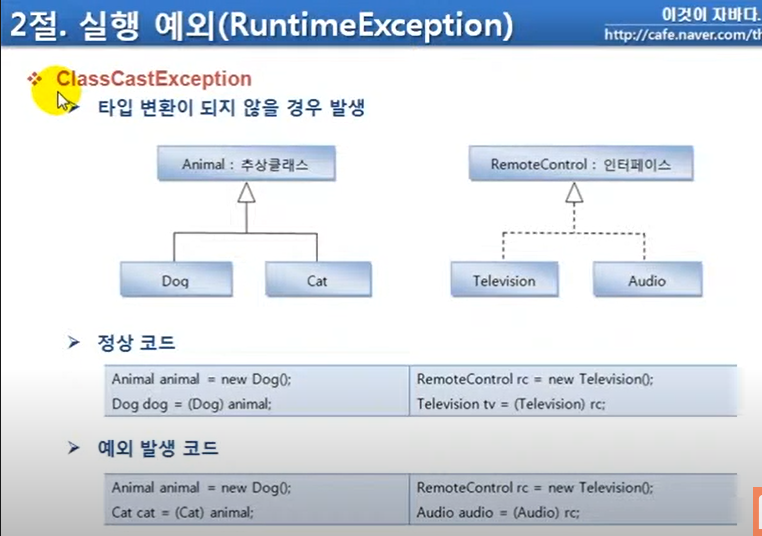 2절. 실행 예외(RuntimeException)
이것이 자바다.
http://cafe.naver.com/th
ClassCastException
타입 변환이 되지 않을 경우 발생
Animal : 추상클래스
RemoteControl : 인터페이스
Dog
Cat
Television
Audio
정상 코드
Animal animal = new Dog();
Dog dog = (Dog) animal;
RemoteControl rc = new Television();
Television tv = (Television) rc;
예외 발생 코드
Animal animal = new Dog();
Cat cat = (Cat) animal;
RemoteControl rc = new Television();
Audio audio = (Audio) rc;